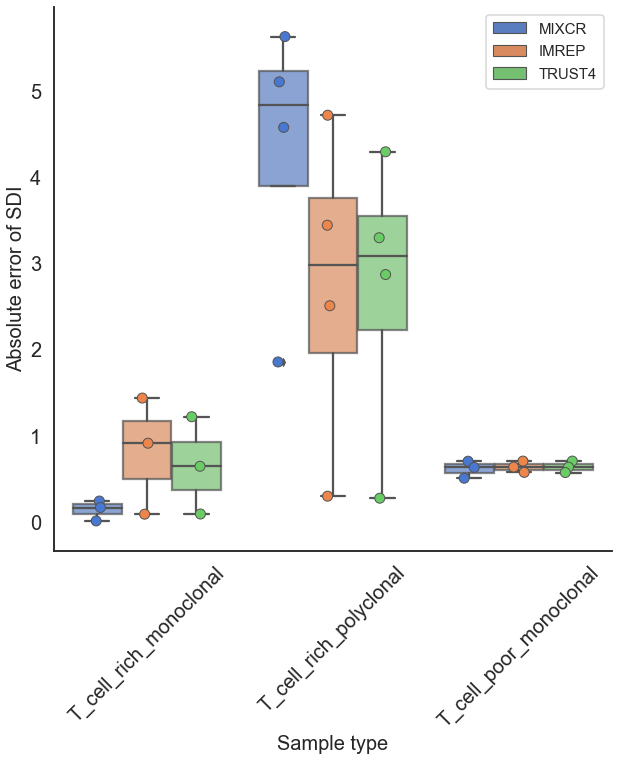 MIXCR
IMREP
TRUST4
Absolute error of SDI
5
4
3
2
1
0
T_cell_rich_monoclonal
T_cell_rich_polyclonal
T_cell_poor_monoclonal
Sample type